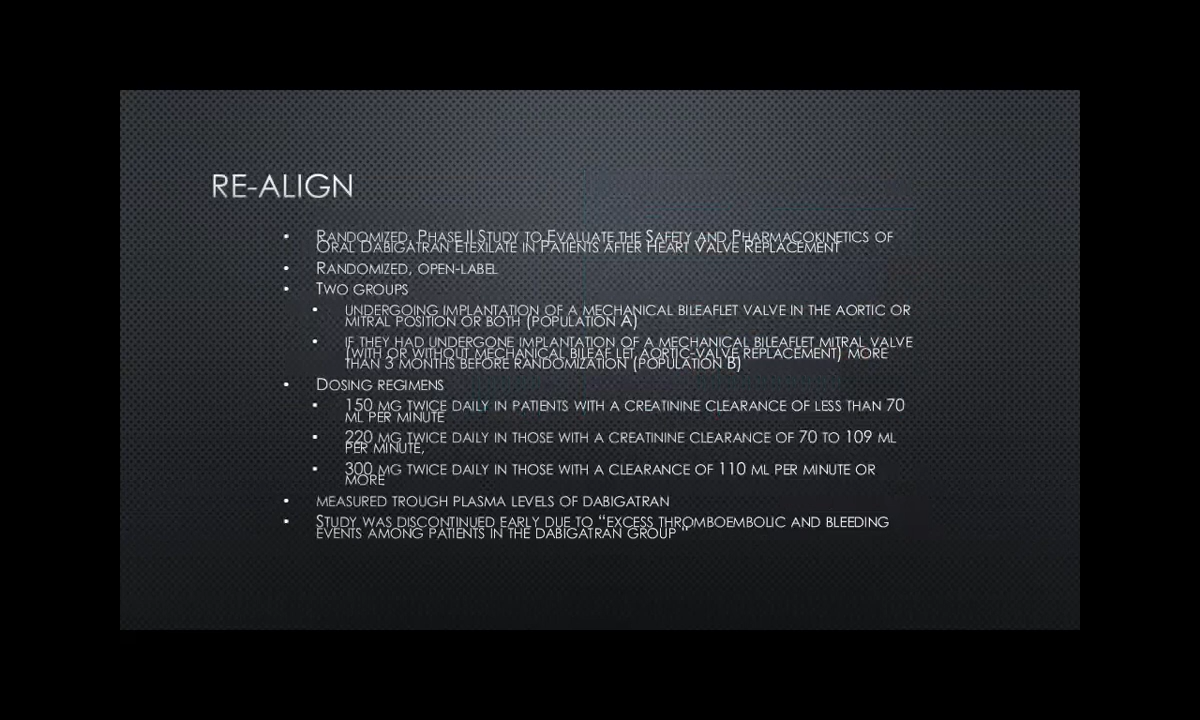 RE-ALIGN
• Randomized, Phase II Study to Evaluate the Safety and Pharmacokinetics of
Oral Dabigatran Etexilate in Patients after Heart Valve Replacement
• Randomized, open-label
• Two groups
• undergoing implantation of a mechanical bileaflet valve in the aortic or
mitral position or both (population A)
• if they had undergone implantation of a mechanical bileaflet mitral valve
(with or without mechanical bileaf let aortic-valve replacement) more
than 3 months before randomization (population B)
• Dosing regimens
• 150 mg twice daily in patients with a creatinine clearance of less than 70
ml per minute
• 220 mg twice daily in those with a creatinine clearance of 70 to 109 ml
per minute,
• 300 mg twice daily in those with a clearance of 110 ml per minute or
more
• measured trough plasma levels of dabigatran
• Study was discontinued early due to “excess thromboembolic and bleeding
events among patients in the dabigatran group ”